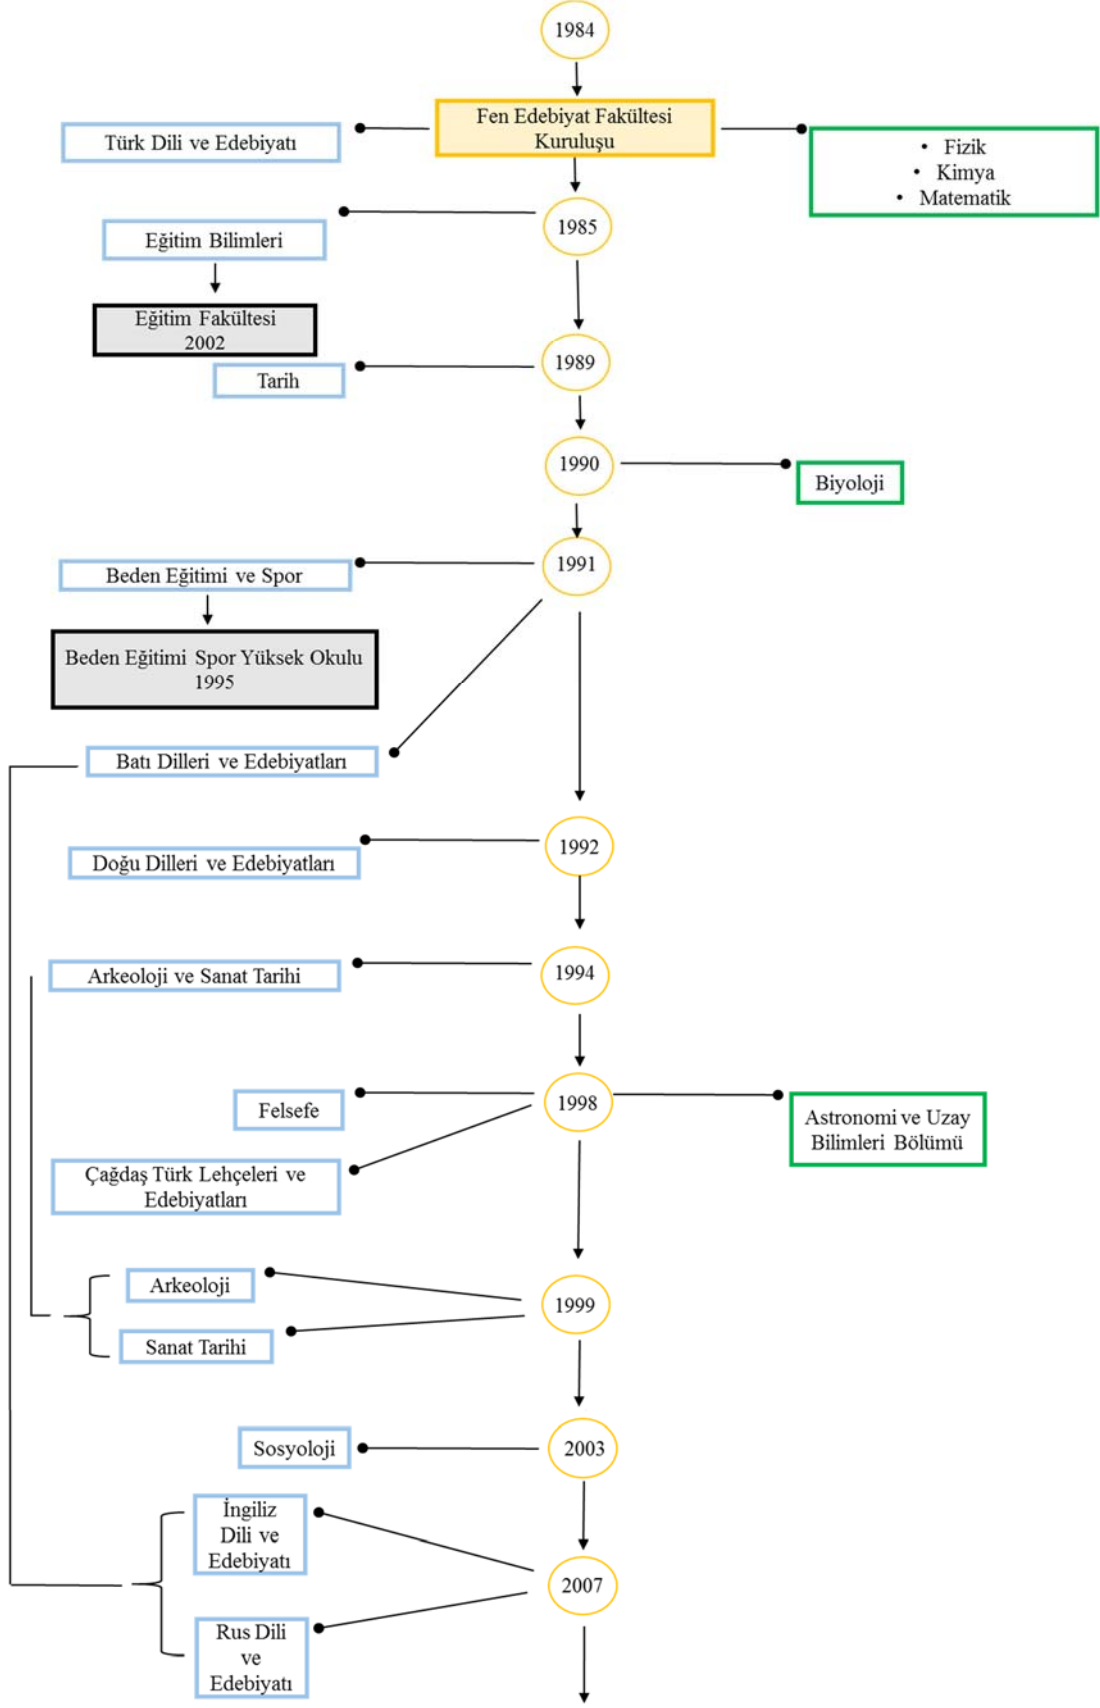 1984
Fen Edebiyat Fakültesi
Kuruluşu
Türk Dili ve Edebiyatı
• Fizik
• Kimya
• Matematik
1985
Eğitim Bilimleri
Eğitim Fakültesi
2002
1989
Tarih
1990
Biyoloji
1991
Beden Eğitimi ve Spor
Beden Eğitimi Spor Yüksek Okulu
1995
Batı Dilleri ve Edebiyatları
1992
Doğu Dilleri ve Edebiyatları
1994
Arkeoloji ve Sanat Tarihi
1998
Felsefe
Astronomi ve Uzay
Bilimleri Bölümü
Çağdaş Türk Lehçeleri ve
Edebiyatları
Arkeoloji
1999
Sanat Tarihi
2003
Sosyoloji
İngiliz
Dili ve
Edebiyatı
2007
Rus Dili
ve
Edebiyatı